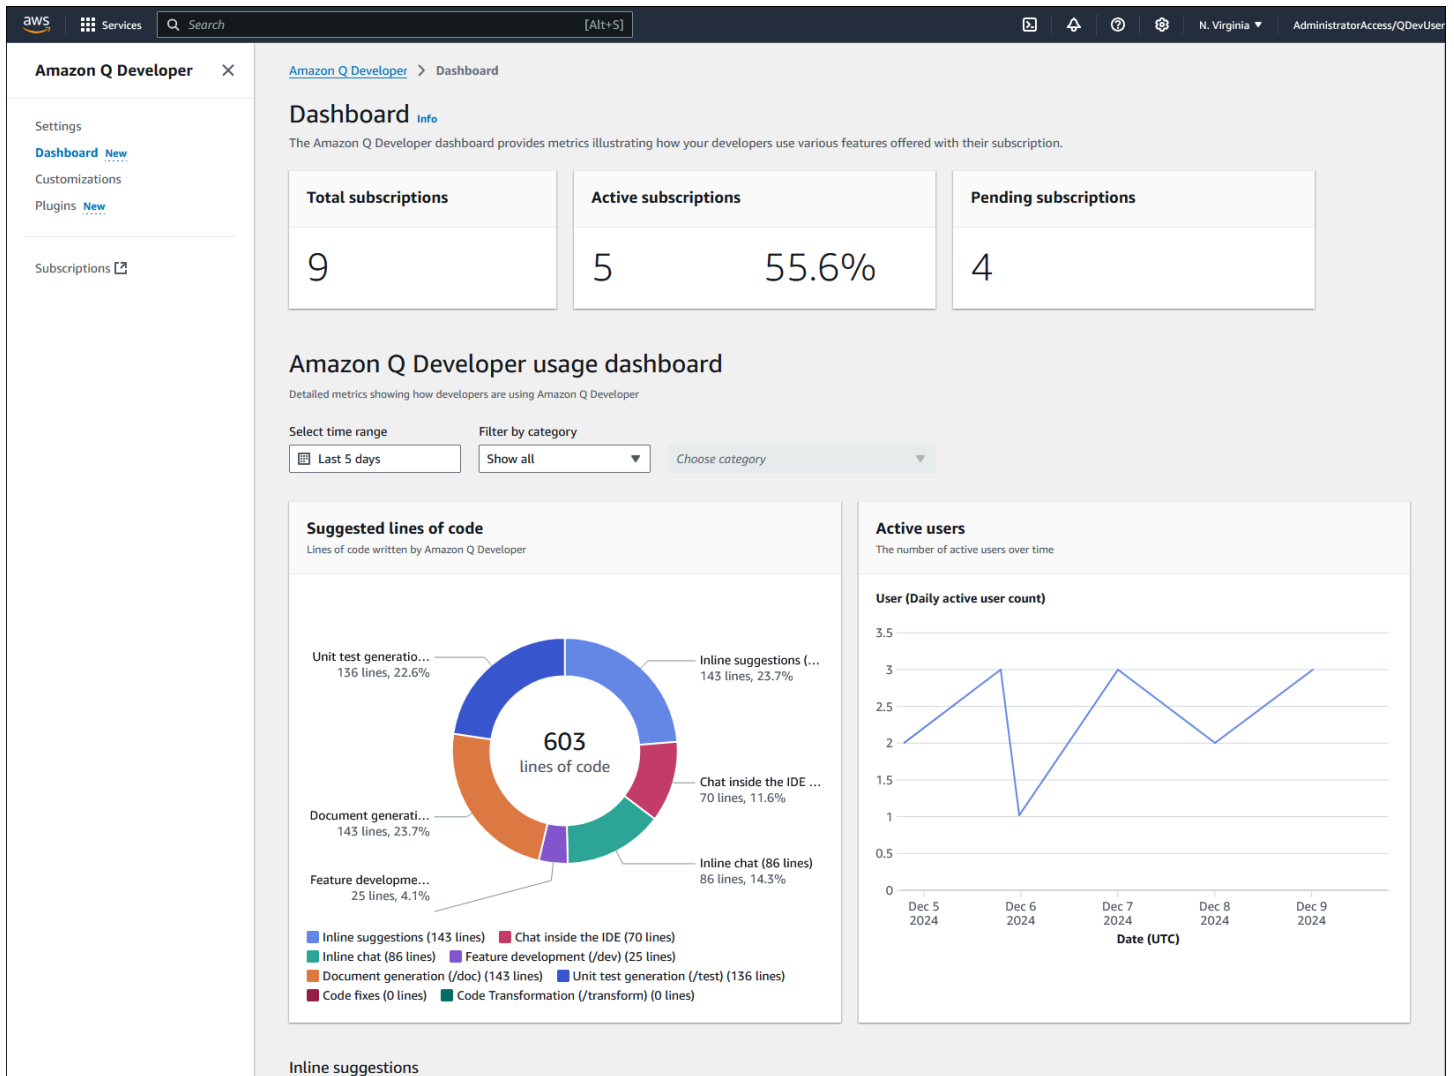 aws Services Search [Alt+S] N. Virginia AdministratorAccess/QDevUser
Amazon Q Developer
Settings
Dashboard New
Customizations
Plugins New
Subscriptions
Amazon Q Developer > Dashboard
Dashboard Info
The Amazon Q Developer dashboard provides metrics illustrating how your developers use various features offered with their subscription.
Total subscriptions
9
Active subscriptions
5 55.6%
Pending subscriptions
4
Amazon Q Developer usage dashboard
Detailed metrics showing how developers are using Amazon Q Developer
Select time range
Last 5 days
Filter by category
Show all
Choose category
Suggested lines of code
Lines of code written by Amazon Q Developer
Unit test generatio...
136 lines, 22.6%
Inline suggestions (...
143 lines, 23.7%
603
lines of code
Chat inside the IDE ...
70 lines, 11.6%
Document generati...
143 lines, 23.7%
Inline chat (86 lines)
86 lines, 14.3%
Feature developme...
25 lines, 4.1%
Inline suggestions (143 lines) Chat inside the IDE (70 lines)
Inline chat (86 lines) Feature development (/dev) (25 lines)
Document generation (/doc) (143 lines) Unit test generation (/test) (136 lines)
Code fixes (0 lines) Code Transformation (/transform) (0 lines)
Active users
The number of active users over time
User (Daily active user count)
3.5
3
2.5
2
1.5
1
0.5
0
Dec 5 Dec 6 Dec 7 Dec 8 Dec 9
2024 2024 2024 2024 2024
Date (UTC)
Inline suggestions